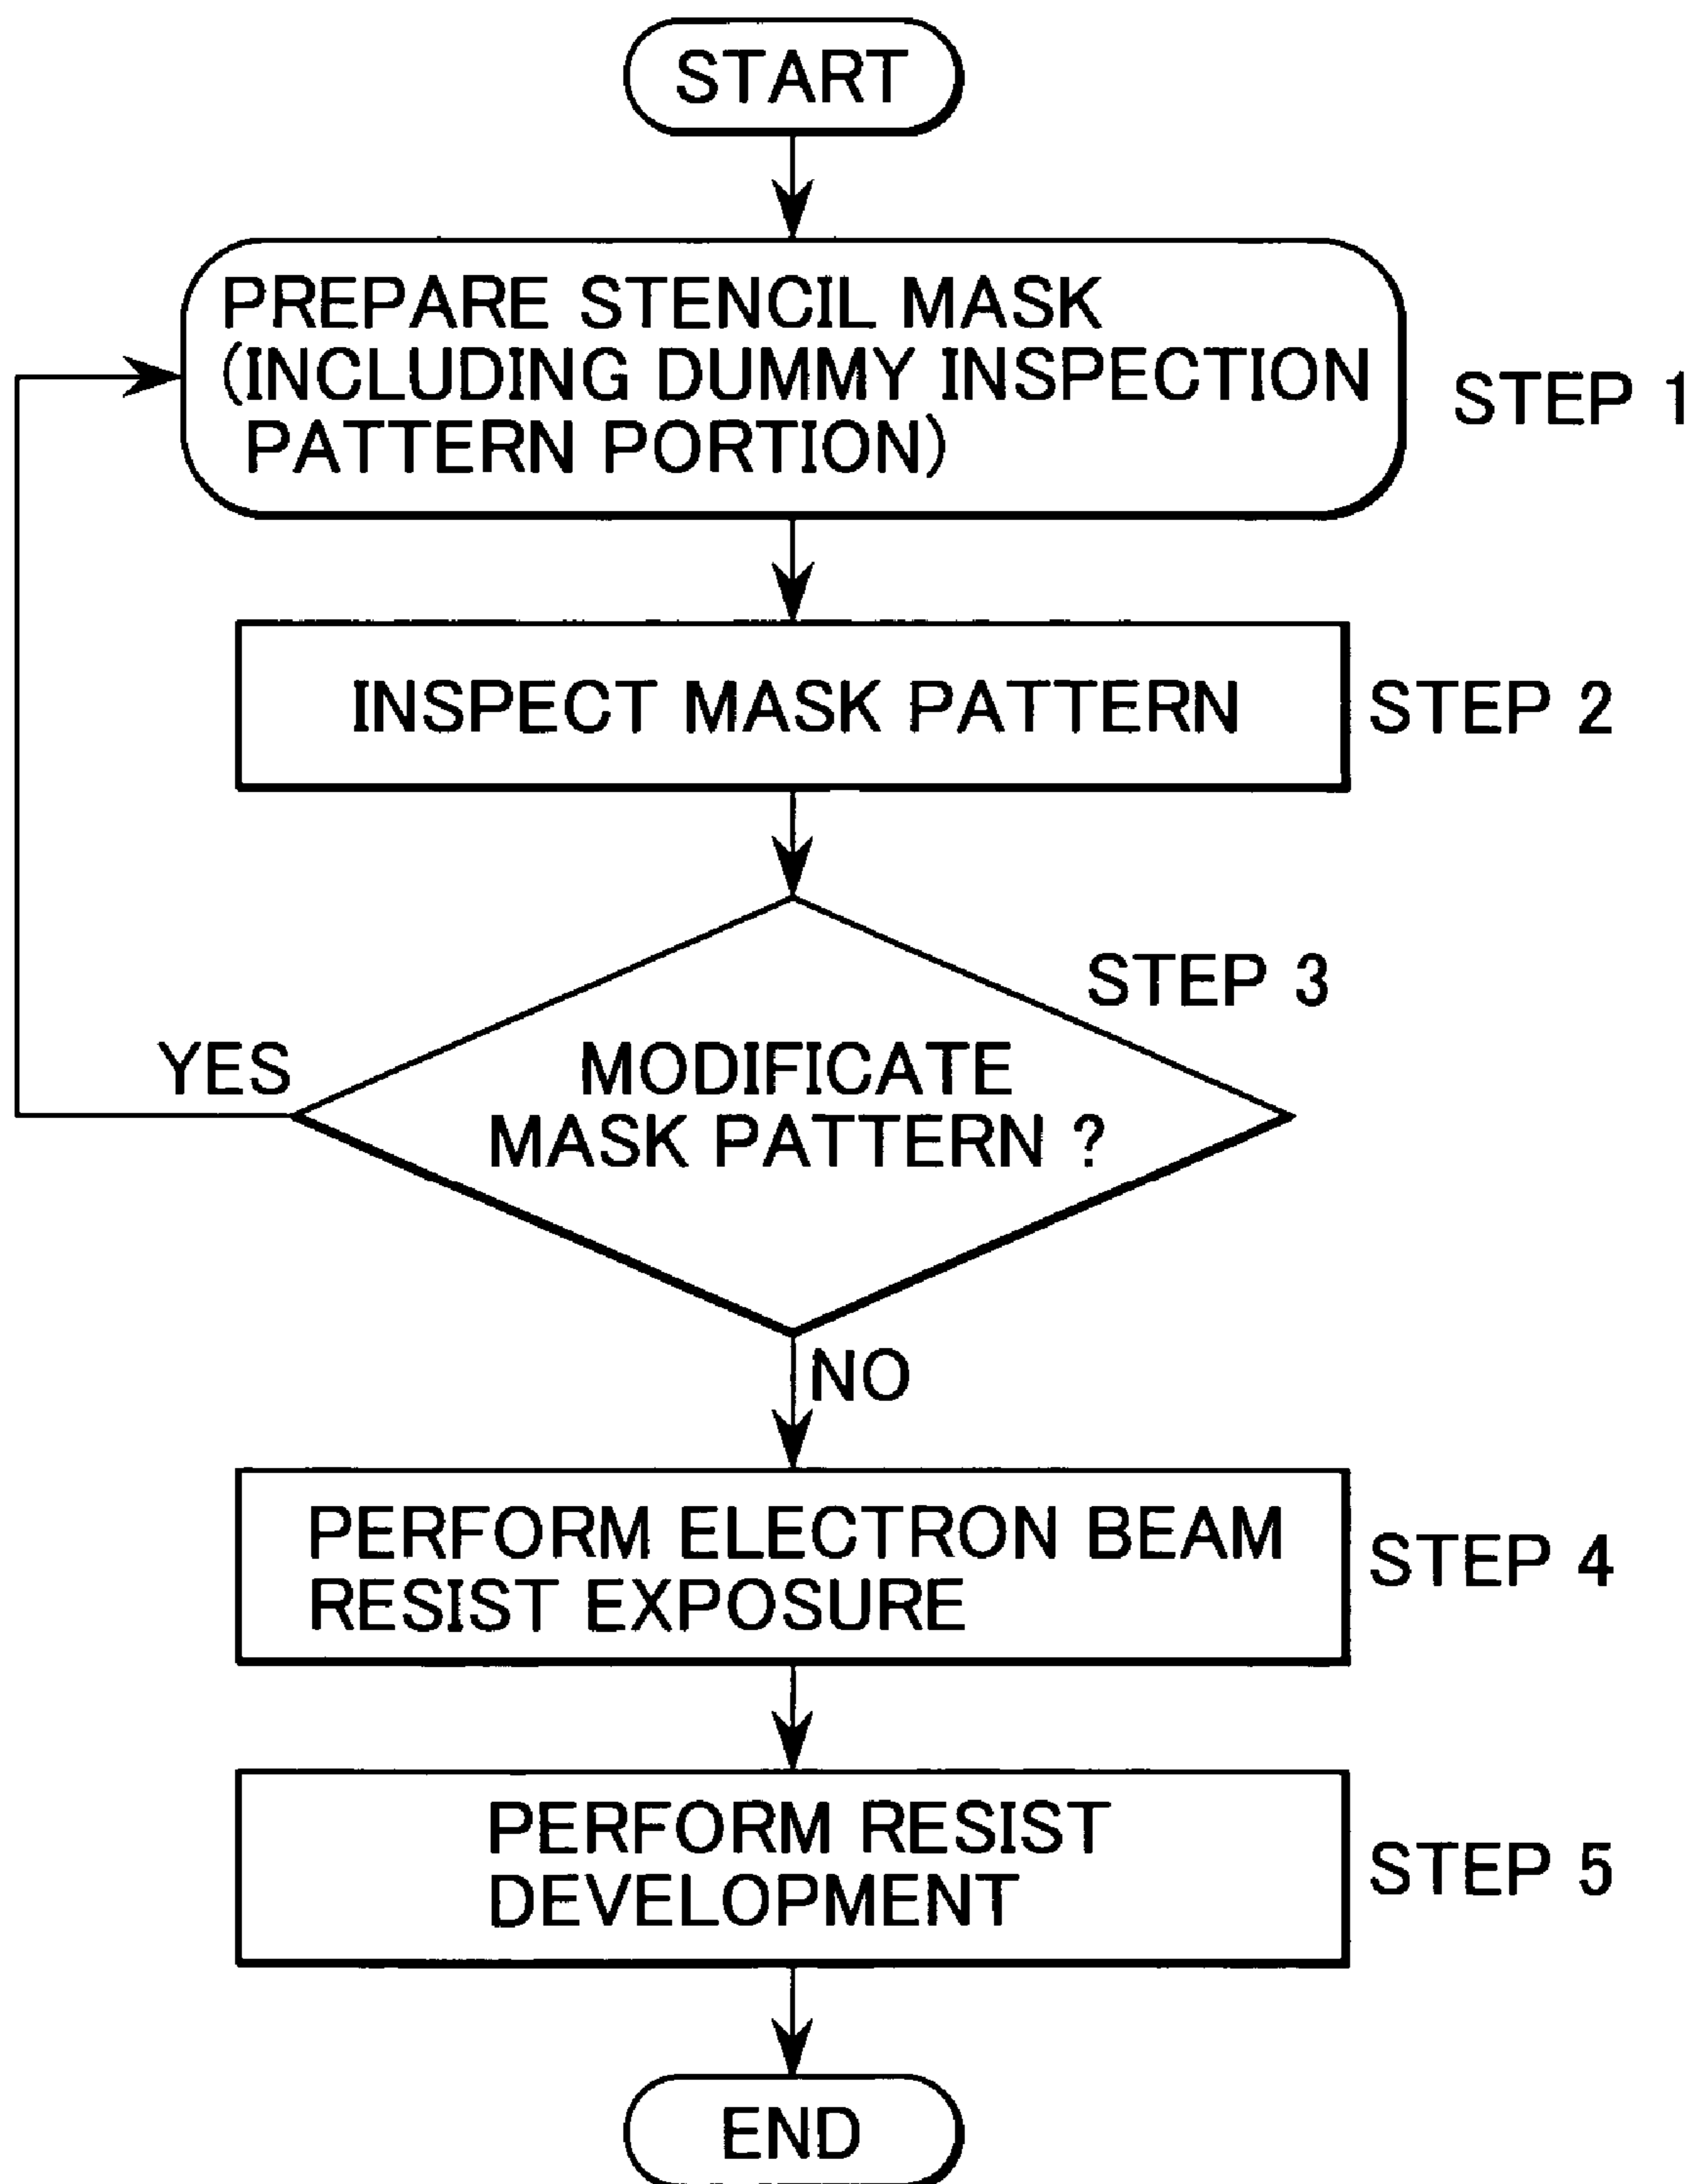 START
PREPARE STENCIL MASK
(INCLUDING DUMMY INSPECTION
PATTERN PORTION)
STEP 1
INSPECT MASK PATTERN
STEP 2
STEP 3
YES
MODIFICATE
MASK PATTERN ?
NO
PERFORM ELECTRON BEAM
RESIST EXPOSURE
STEP 4
PERFORM RESIST
DEVELOPMENT
STEP 5
END